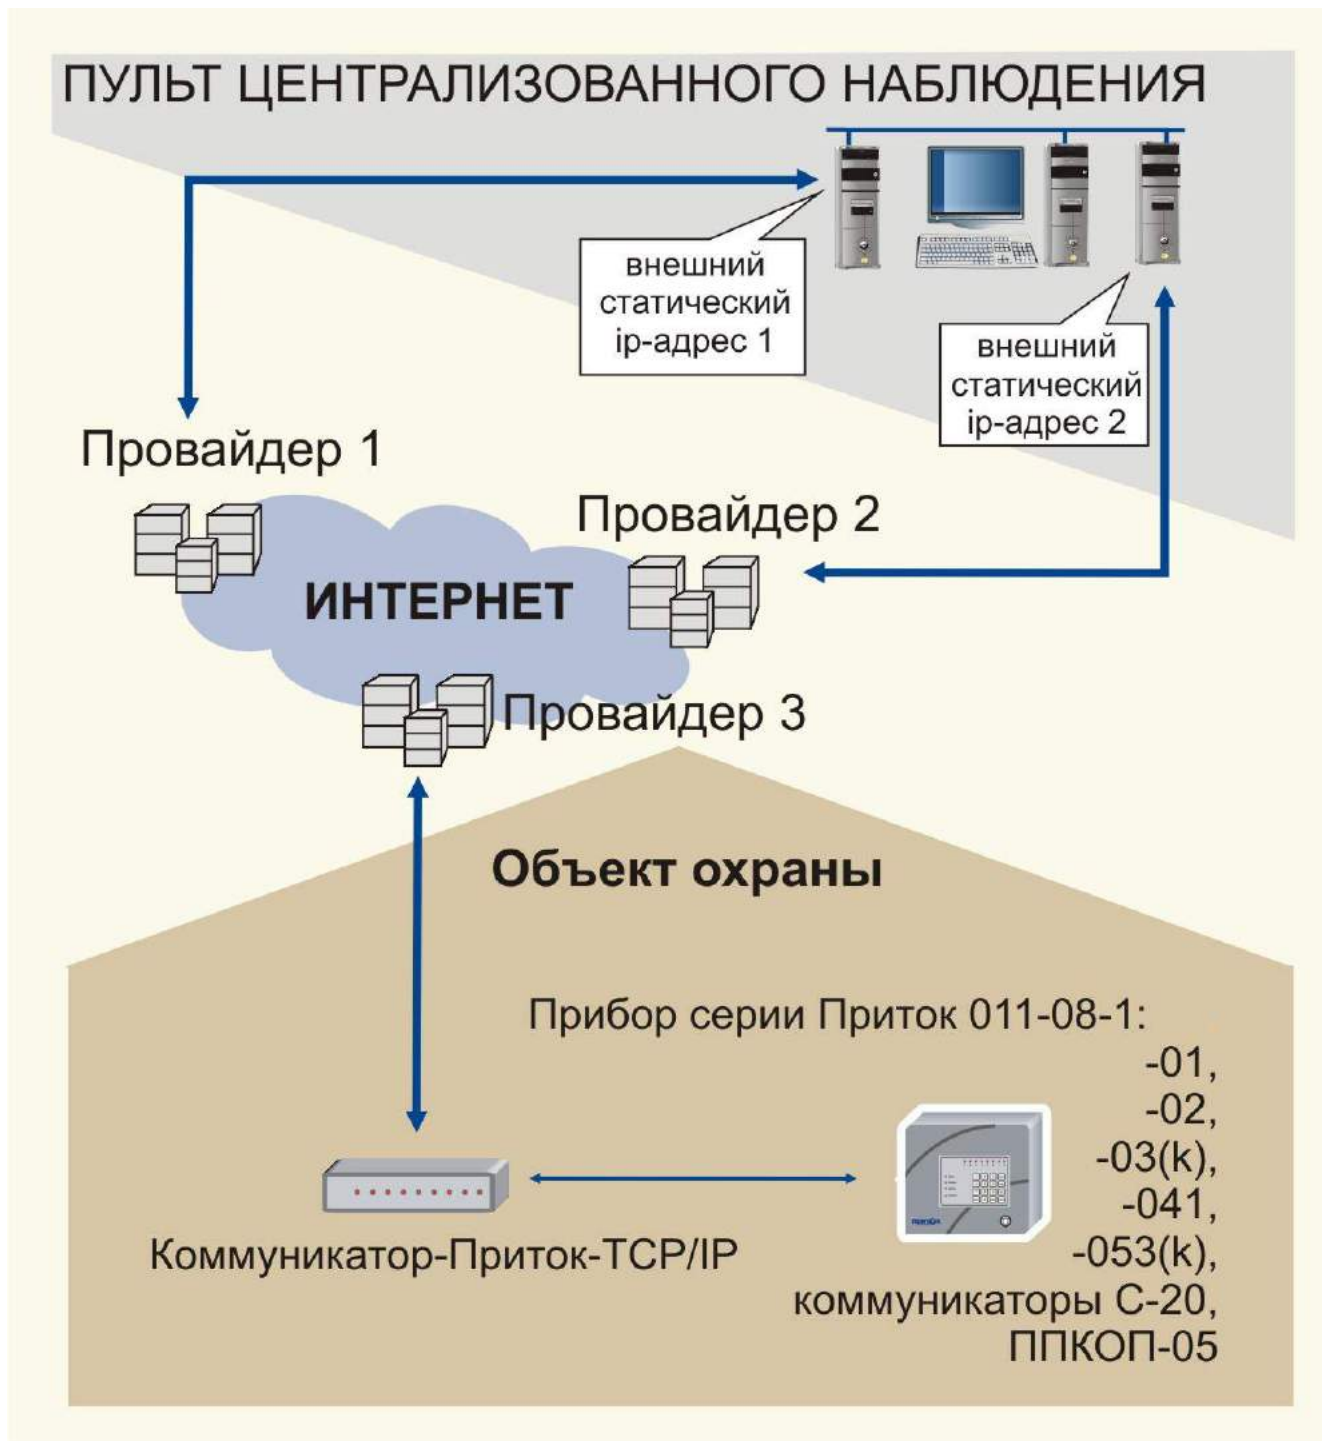 ПУЛЬТ ЦЕНТРАЛИЗОВАННОГО НАБЛЮДЕНИЯ
внешний
статический
ip-адрес 1
внешний
статический
ip-адрес 2
Провайдер 1
Провайдер 2
ИНТЕРНЕТ
Провайдер 3
Объект охраны
Прибор серии Приток 011-08-1:
-01,
-02,
-03(k),
-041,
-053(k),
коммуникаторы С-20,
ППКОП-05
Коммуникатор-Приток-TCP/IP